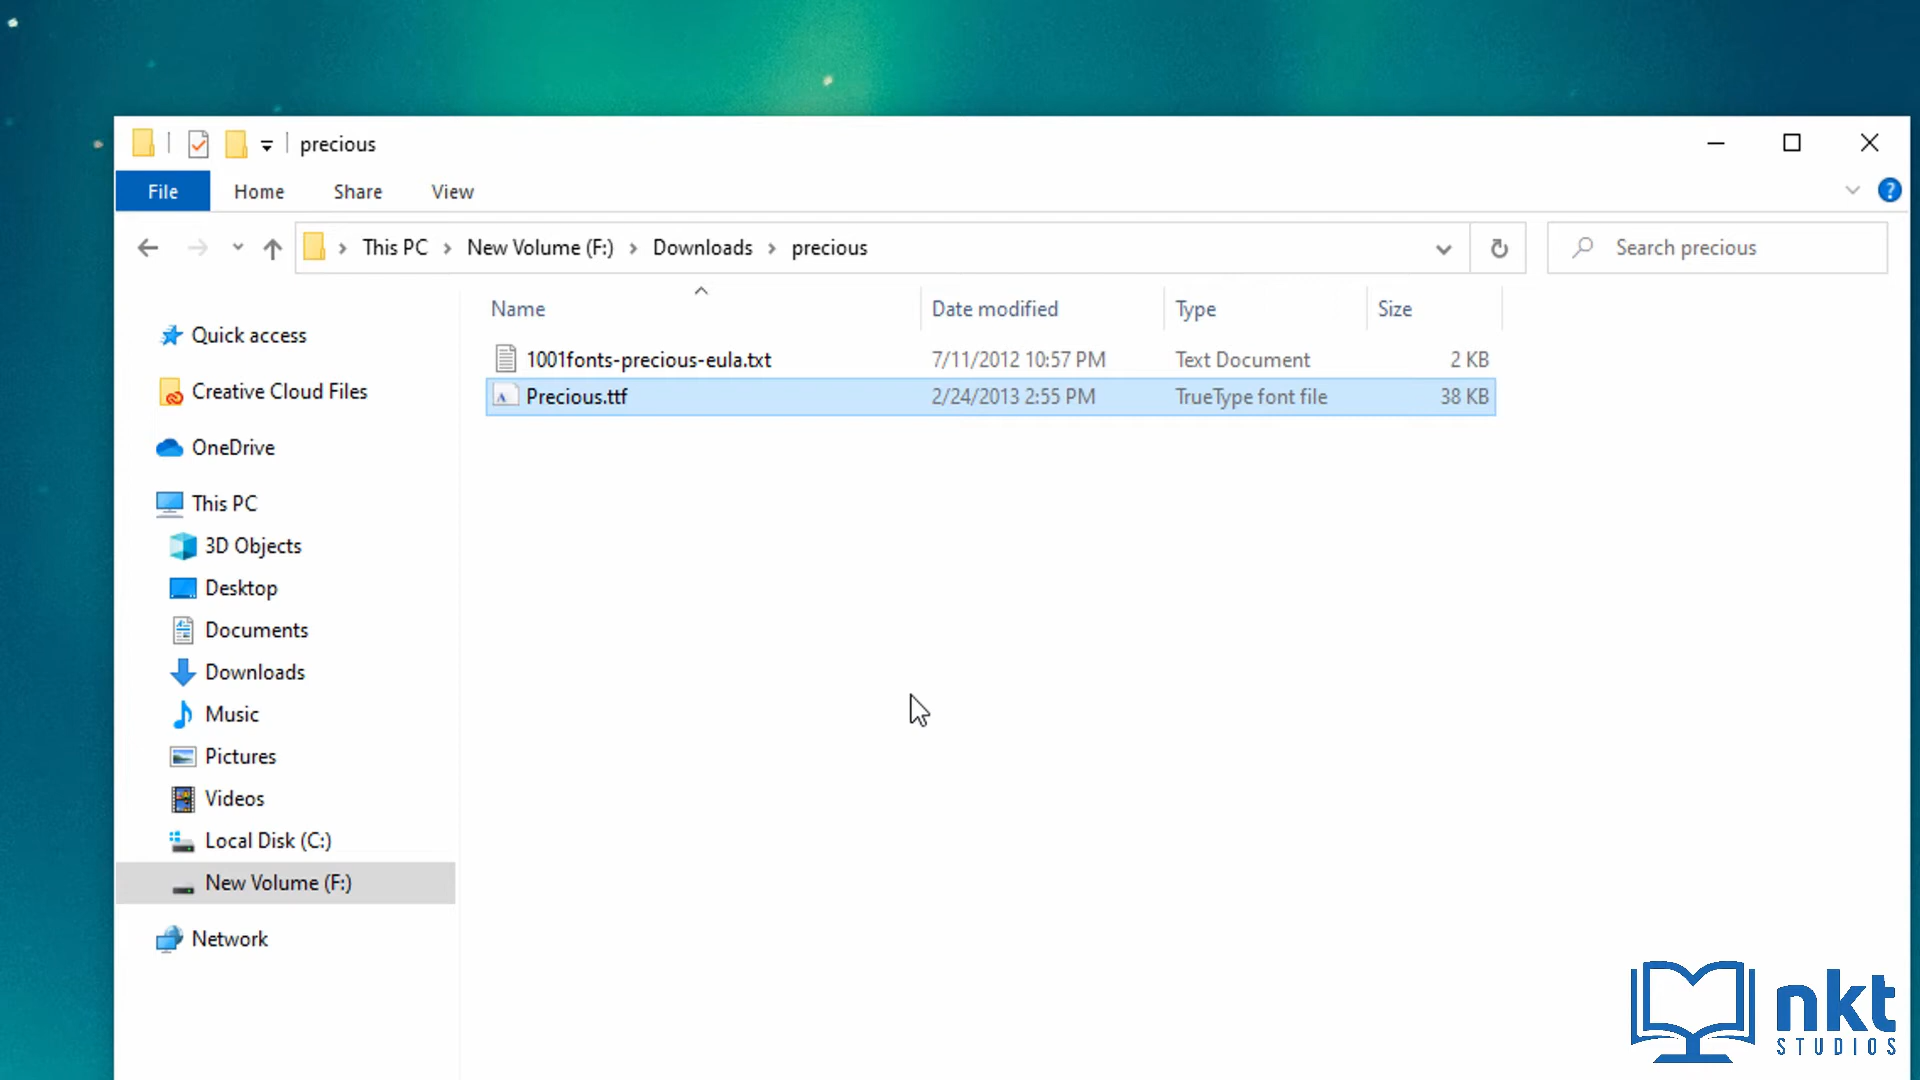 precious
File Home Share View
This PC New Volume (F:) Downloads precious
Search precious
Name Date modified Type Size
1001fonts-precious-eula.txt 7/11/2012 10:57 PM Text Document 2 KB
Precious.ttf 2/24/2013 2:55 PM TrueType font file 38 KB
Quick access
Creative Cloud Files
OneDrive
This PC
3D Objects
Desktop
Documents
Downloads
Music
Pictures
Videos
Local Disk (C:)
New Volume (F:)
Network
nkt
STUDIOS